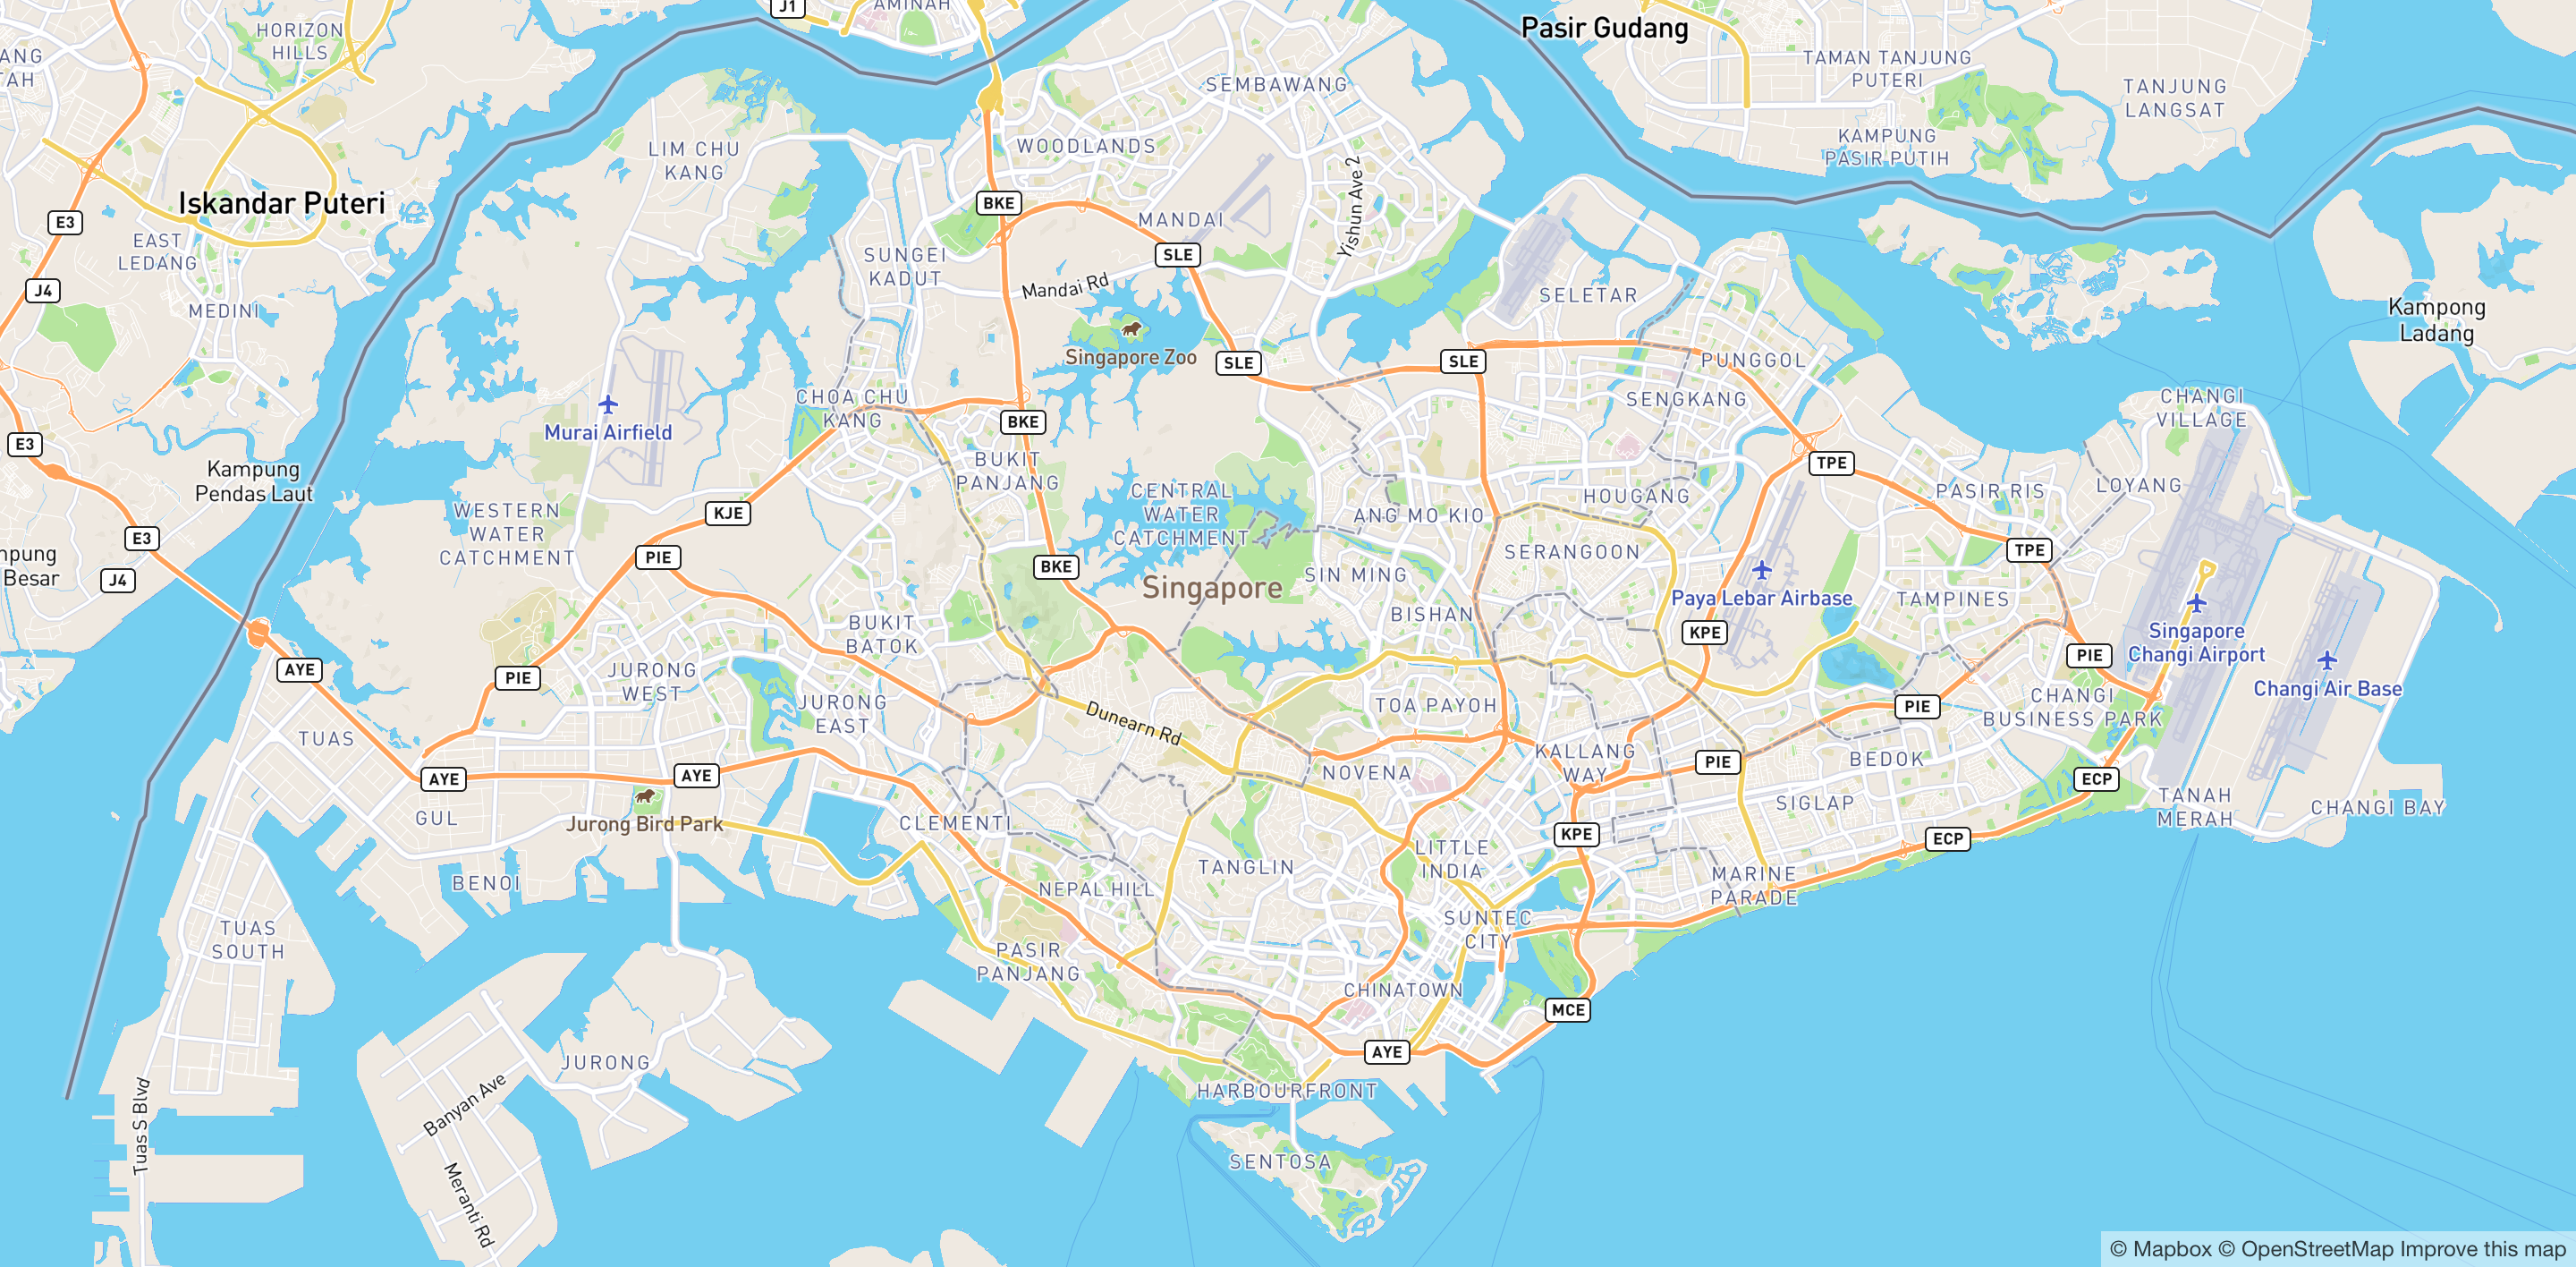 J1
AMINAH
HORIZON
HILLS
ANG
TAH
Pasir Gudang
TAMAN TANJUNG
PUTERI
TANJUNG
LANGSAT
SEMBAWANG
KAMPUNG
PASIR PUTIH
LIM CHU
KANG
WOODLANDS
Yishun Ave 2
Iskandar Puteri
BKE
MANDAI
E3
EAST
LEDANG
SUNGEI
KADUT
SLE
J4
Mandai Rd
SELETAR
MEDINI
Kampong
Ladang
Singapore Zoo
SLE
SLE
PUNGGOL
CHOA CHU
KANG
SENGKANG
CHANGI
VILLAGE
Murai Airfield
BKE
E3
BUKIT
PANJANG
TPE
Kampung
Pendas Laut
CENTRAL
WATER
CATCHMENT
HOUGANG
PASIR RIS
LOYANG
WESTERN
WATER
CATCHMENT
KJE
ANG MO KIO
E3
PIE
SERANGOON
TPE
npung
Besar
J4
BKE
SIN MING
Singapore
Paya Lebar Airbase
TAMPINES
BISHAN
BUKIT
BATOK
KPE
Singapore
Changi Airport
AYE
PIE
JURONG
WEST
PIE
Changi Air Base
JURONG
EAST
Dunearn Rd
TOA PAYOH
PIE
CHANGI
BUSINESS PARK
TUAS
KALLANG
WAY
PIE
BEDOK
AYE
AYE
NOVENA
ECP
GUL
Jurong Bird Park
CLEMENTI
KPE
SIGLAP
TANAH
MERAH
CHANGI BAY
ECP
LITTLE
INDIA
BENOI
TANGLIN
NEPAL HILL
MARINE
PARADE
TUAS
SOUTH
SUNTEC
CITY
PASIR
PANJANG
CHINATOWN
MCE
JURONG
AYE
Banyan Ave
HARBOURFRONT
Tuas S Blvd
SENTOSA
Meranti Rd
© Mapbox © OpenStreetMap Improve this map